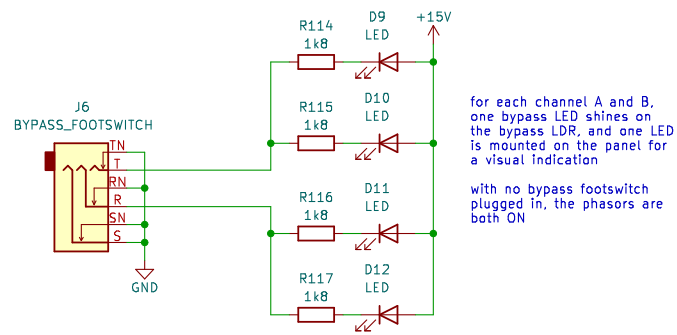 R114
1k8
D9
LED
+15V
R115
1k8
D10
LED
J6
BYPASS_FOOTSWITCH
TN
T
RN
R
SN
S
GND
R116
1k8
D11
LED
R117
1k8
D12
LED
for each channel A and B,
one bypass LED shines on
the bypass LDR, and one LED
is mounted on the panel for
a visual indication
with no bypass footswitch
plugged in, the phasors are
both ON